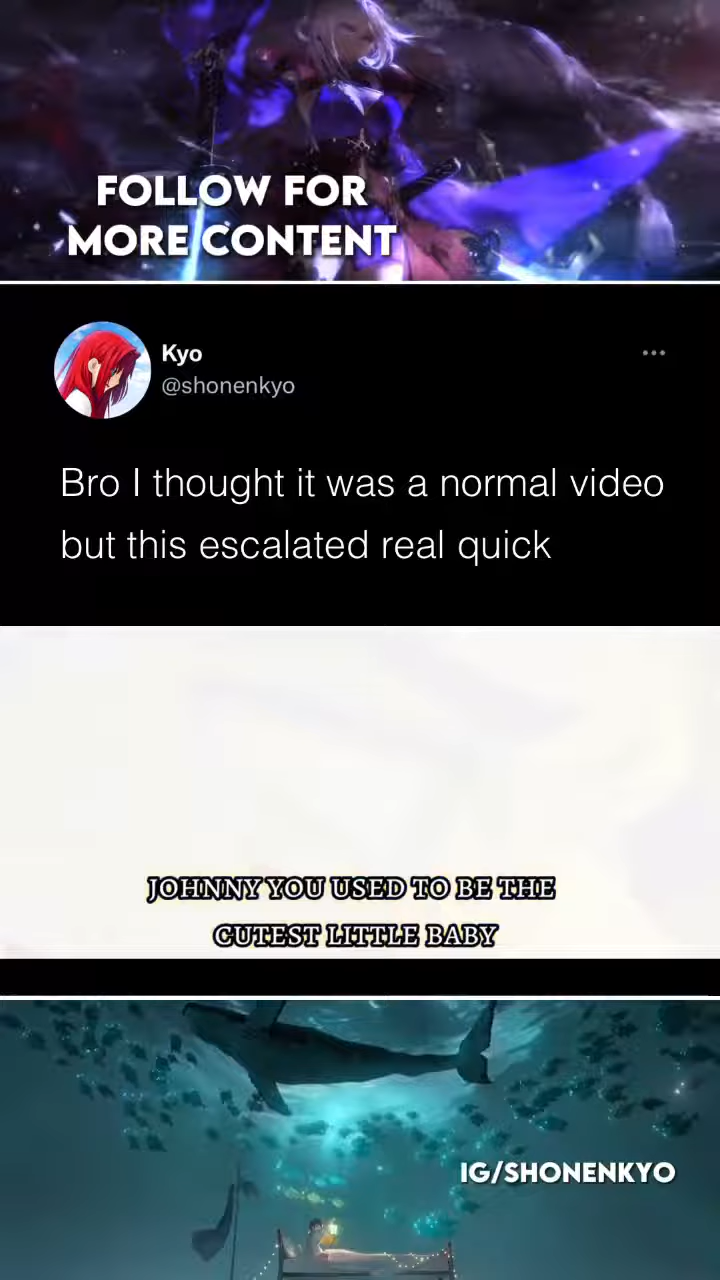 FOLLOW FOR
MORE CONTENT
Kyo
@shonenkyo
Bro I thought it was a normal video
but this escalated real quick
JOHNNY YOU USED TO BE THE
CUTEST LITTLE BABY
IG/SHONENKYO